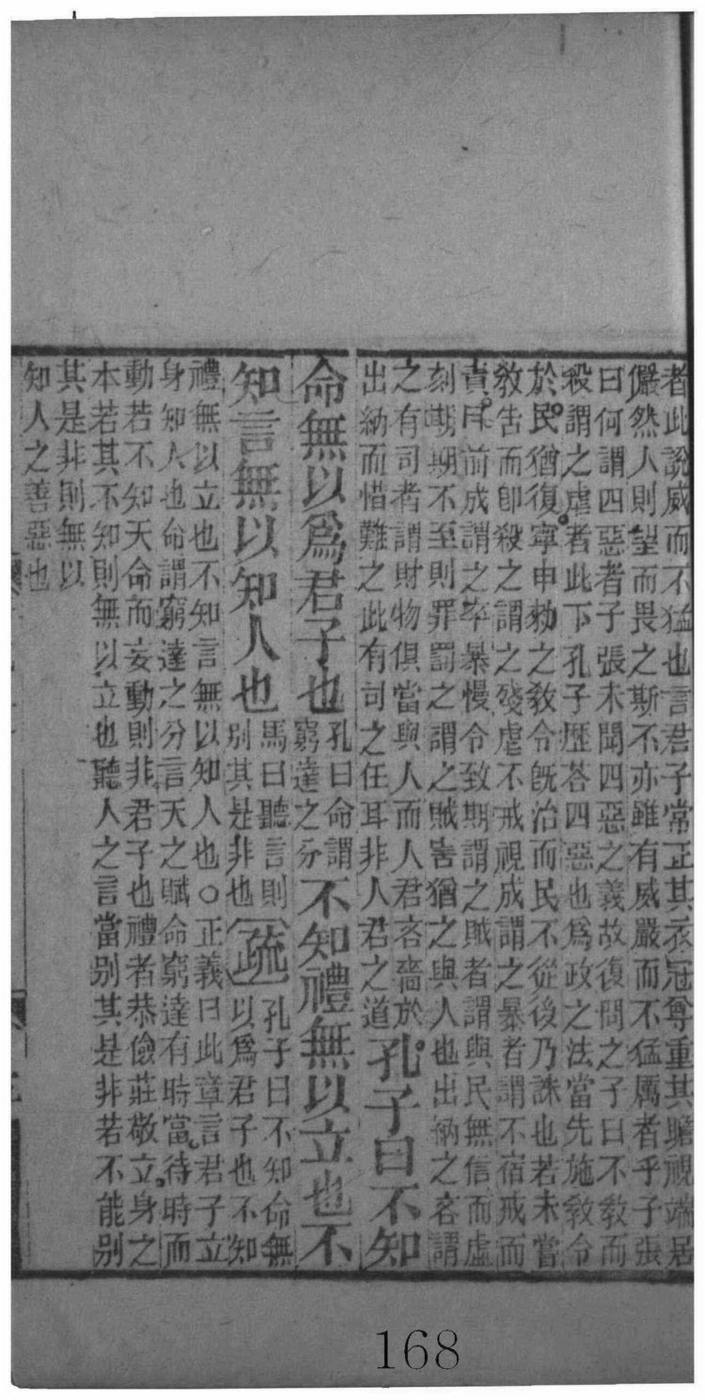 者此說威而不猛也言君子常正其衣冠尊重其瞻視端居
儼然人則望而畏之斯不亦雖有威嚴而不猛厲者乎子張
曰何謂四惡者子張未聞四惡之義故復問之子曰不敎而
殺謂之虐者此下孔子歷荅四惡也爲政之法當先施敎令
於民猶復寧申勑之敎令旣治而民不從後乃誅也若未嘗
敎告而卽殺之謂之殘虐不戒視成謂之暴者謂不宿戒而
責目前成謂之卒暴慢令致期謂之賊者謂與民無信而虛
刻期期不至則罪罰之謂之賊害猶之與人也出納之吝謂
之有司者謂財物俱當與人而人君吝嗇於
出納而惜難之此有司之任耳非人君之道
孔子曰不知
命無以爲君子也
孔曰命謂
窮達之分
不知禮無以立也不
知言無以知人也
馬曰聽言則
別其是非也
疏
孔子曰不知命無
以爲君子也不知
禮無以立也不知言無以知人也○正義曰此章言君子立
身知人也命謂窮達之分言天之賦命窮達有時當待時而
動若不知天命而妄動則非君子也禮者恭儉莊敬立身之
本若其不知則無以立也聽人之言當別其是非若不能別
其是非則無以
知人之善惡也
168